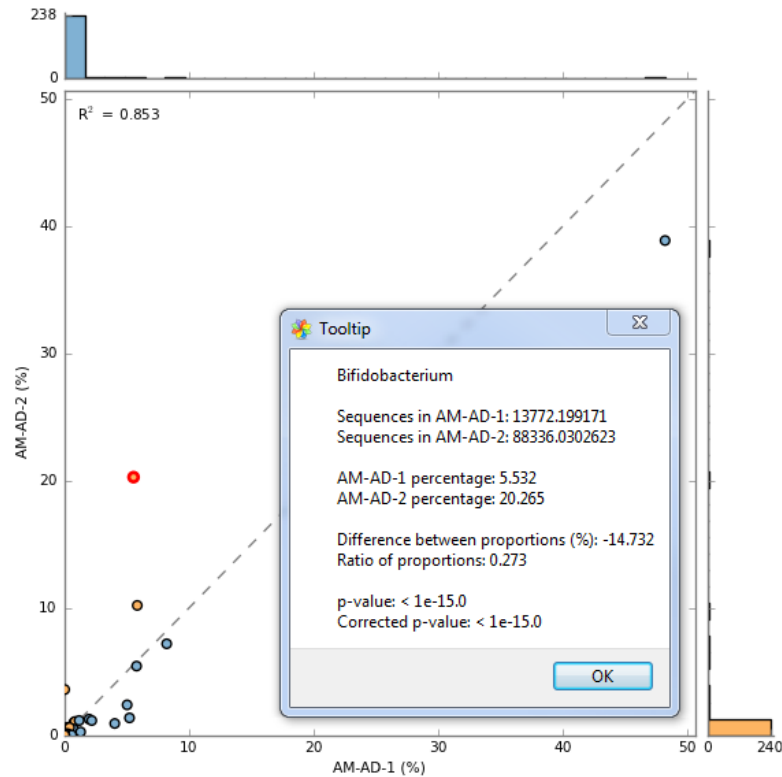 238
0
50
R² = 0.853
40
30
20
10
0
AM-AD-2 (%)
0
10
20
30
40
50
AM-AD-1 (%)
0
240
Tooltip
Bifidobacterium
Sequences in AM-AD-1: 13772.199171
Sequences in AM-AD-2: 88336.0302623
AM-AD-1 percentage: 5.532
AM-AD-2 percentage: 20.265
Difference between proportions (%): -14.732
Ratio of proportions: 0.273
p-value: < 1e-15.0
Corrected p-value: < 1e-15.0
OK